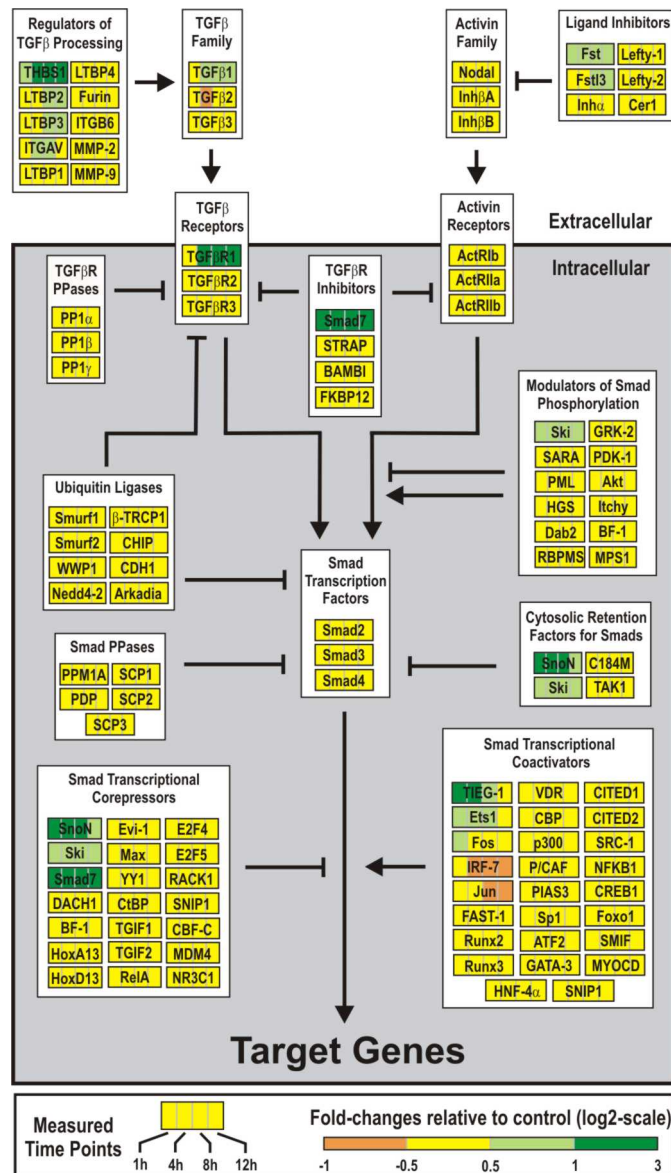 Regulators of
TGFβ Processing
THBS1 LTBP4
LTBP2 Furin
LTBP3 ITGB6
ITGAV MMP-2
LTBP1 MMP-9
TGFβ
Family
TGFβ1
TGFβ2
TGFβ3
Activin
Family
Nodal
InhβA
InhβB
Ligand Inhibitors
Fst Lefty-1
Fstl3 Lefty-2
Inhα Cer1
Extracellular
Intracellular
TGFβ
Receptors
TGFβR1
TGFβR2
TGFβR3
Activin
Receptors
ActRIb
ActRIIa
ActRIIb
TGFβR
PPases
PP1α
PP1β
PP1γ
TGFβR
Inhibitors
Smad7
STRAP
BAMBI
FKBP12
Modulators of Smad
Phosphorylation
Ski GRK-2
SARA PDK-1
PML Akt
HGS Itchy
Dab2 BF-1
RBPMS MPS1
Ubiquitin Ligases
Smurf1 β-TRCP1
Smurf2 CHIP
WWP1 CDH1
Nedd4-2 Arkadia
Smad
Transcription
Factors
Smad2
Smad3
Smad4
Cytosolic Retention
Factors for Smads
SnoN C184M
Ski TAK1
Smad PPases
PPM1A SCP1
PDP SCP2
SCP3
Smad Transcriptional
Corepressors
SnoN Evi-1 E2F4
Ski Max E2F5
Smad7 YY1 RACK1
DACH1 CtBP SNIP1
BF-1 TGIF1 CBF-C
HoxA13 TGIF2 MDM4
HoxD13 RelA NR3C1
Smad Transcriptional
Coactivators
TIEG-1 VDR CITED1
Ets1 CBP CITED2
Fos p300 SRC-1
IRF-7 P/CAF NFKB1
Jun PIAS3 CREB1
FAST-1 Sp1 Foxo1
Runx2 ATF2 SMIF
Runx3 GATA-3 MYOCD
HNF-4α SNIP1
Target Genes
Measured
Time Points
1h 4h 8h 12h
Fold-changes relative to control (log2-scale)
-1 -0.5 0.5 1